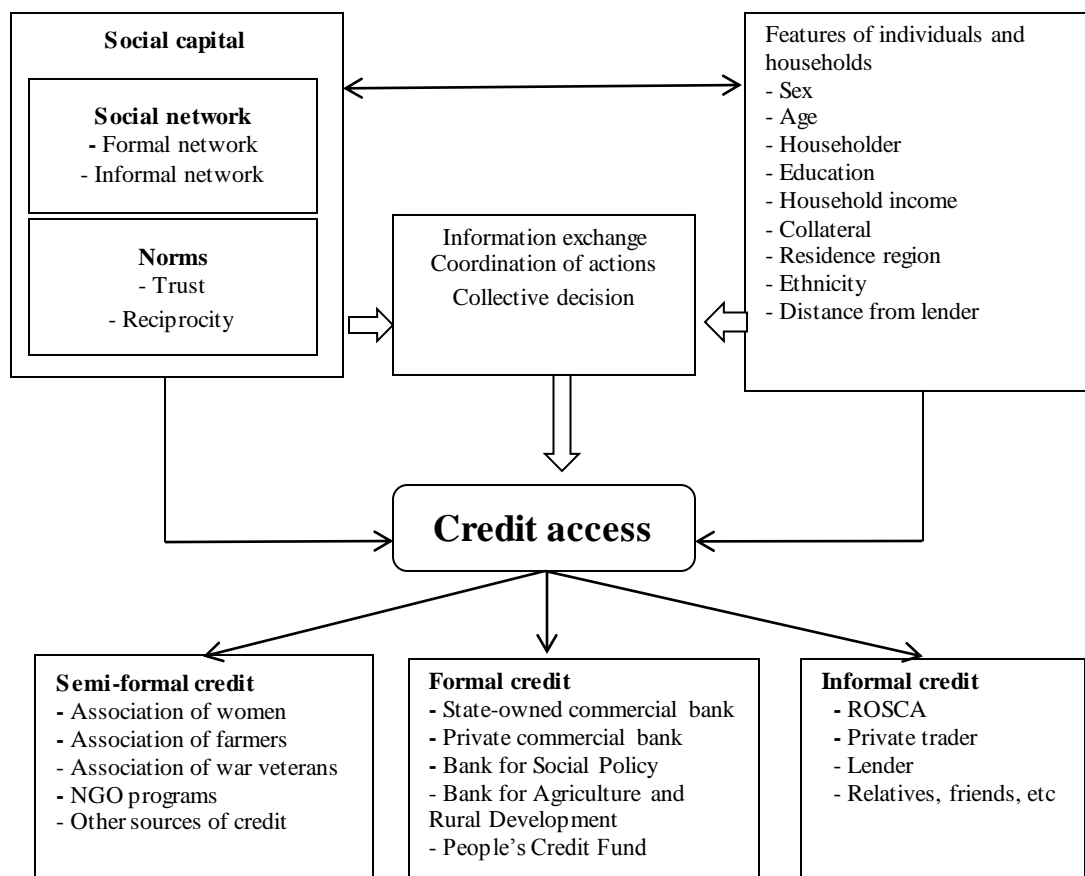 Social capital
Social network
- Formal network
- Informal network
Norms
- Trust
- Reciprocity
Information exchange
Coordination of actions
Collective decision
Features of individuals and
households
- Sex
- Age
- Householder
- Education
- Household income
- Collateral
- Residence region
- Ethnicity
- Distance from lender
Credit access
Semi-formal credit
- Association of women
- Association of farmers
- Association of war veterans
- NGO programs
- Other sources of credit
Formal credit
- State-owned commercial bank
- Private commercial bank
- Bank for Social Policy
- Bank for Agriculture and
Rural Development
- People’s Credit Fund
Informal credit
- ROSCA
- Private trader
- Lender
- Relatives, friends, etc